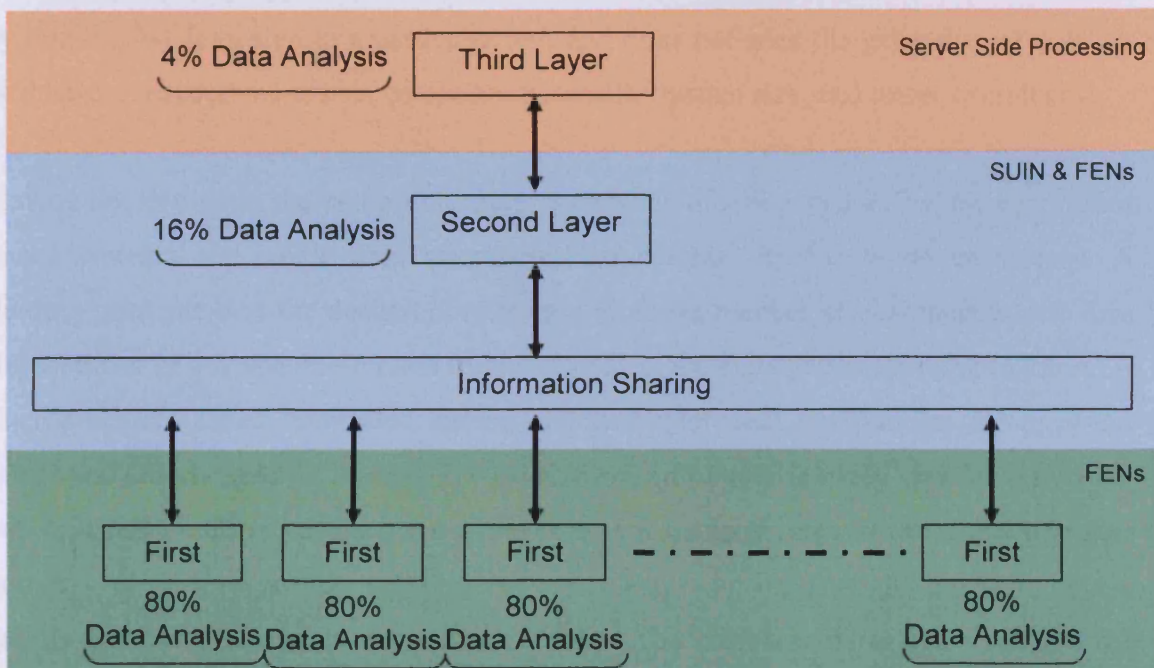 4% Data Analysis
Third Layer
Server Side Processing
SUIN & FENs
16% Data Analysis
Second Layer
Information Sharing
FENs
First
First
First
First
80%
Data Analysis
80%
Data Analysis
80%
Data Analysis
80%
Data Analysis